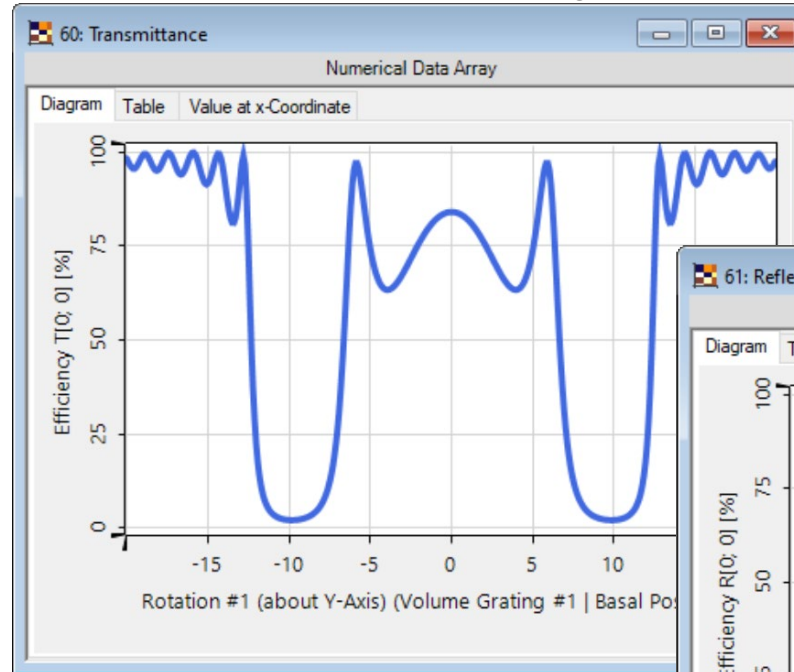 60: Transmittance
Numerical Data Array
Diagram Table Value at x-Coordinate
100
75
50
25
0
Efficiency T[0; 0] [%]
-15 -10 -5 0 5 10
Rotation #1 (about Y-Axis) (Volume Grating #1 | Basal Pos
61: Refle
Diagram T
100
75
50
Efficiency R[0; 0] [%]